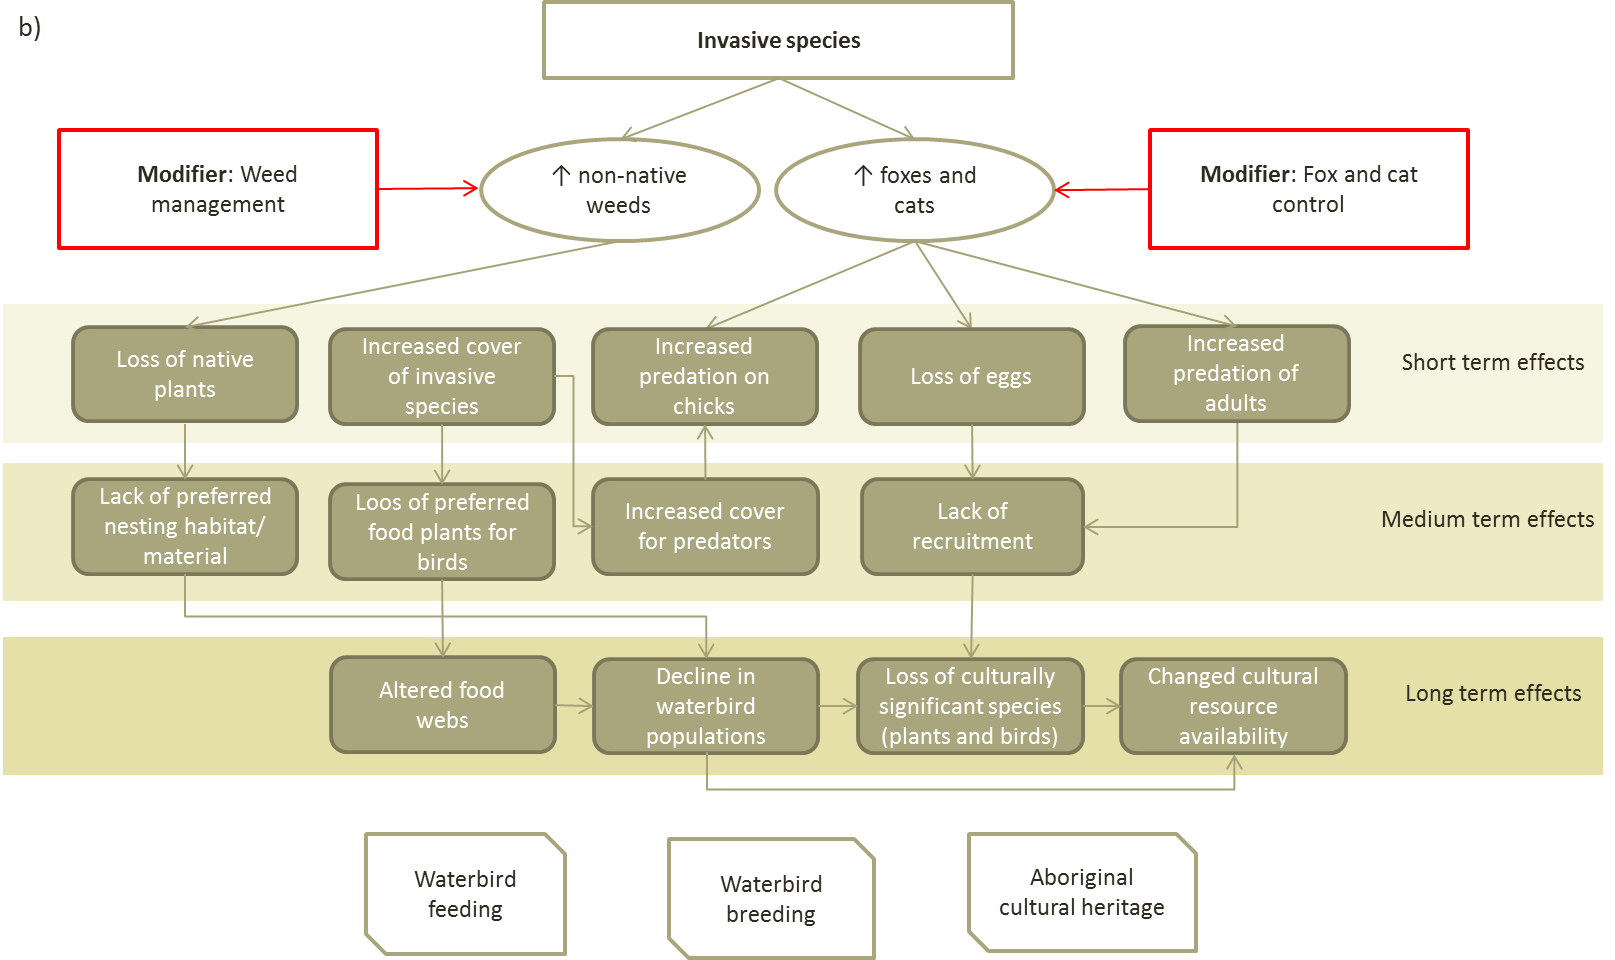 b)
Invasive species
Modifier: Weed
management
↑ non-native
weeds
↑ foxes and
cats
Modifier: Fox and cat
control
Loss of native
plants
Increased cover
of invasive
species
Increased
predation on
chicks
Loss of eggs
Increased
predation of
adults
Short term effects
Lack of preferred
nesting habitat/
material
Loos of preferred
food plants for
birds
Increased cover
for predators
Lack of
recruitment
Medium term effects
Altered food
webs
Decline in
waterbird
populations
Loss of culturally
significant species
(plants and birds)
Changed cultural
resource
availability
Long term effects
Waterbird
feeding
Waterbird
breeding
Aboriginal
cultural heritage